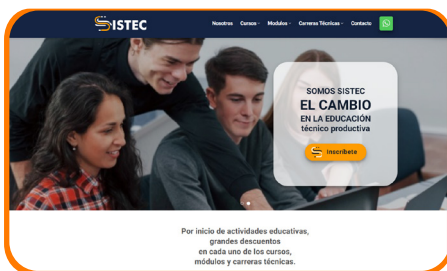 SISTEC
Nosotros Cursos Modulos Carreras Técnicas Contacto
SOMOS SISTEC
EL CAMBIO
EN LA EDUCACIÓN
técnico productiva
Inscríbete
Por inicio de actividades educativas,
grandes descuentos
en cada uno de los cursos,
módulos y carreras técnicas.